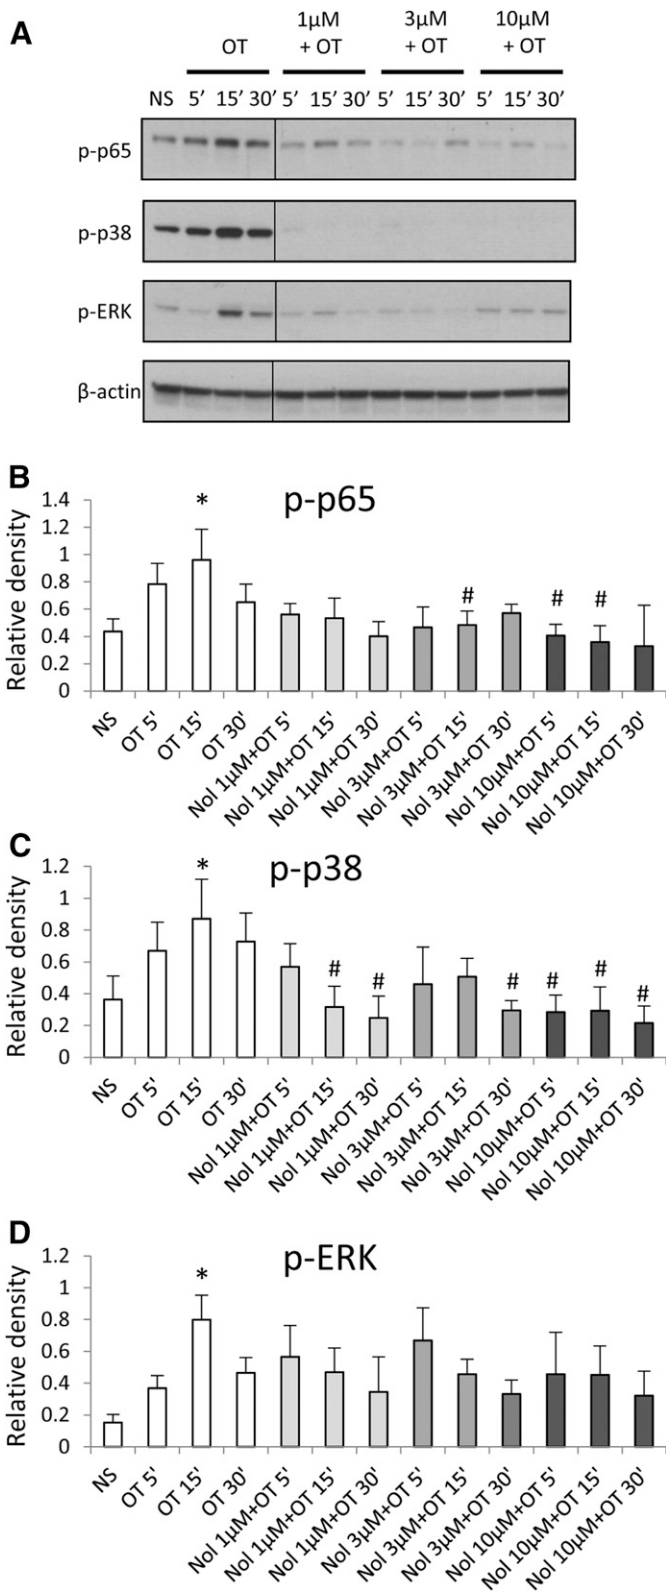 A
1µM 3µM 10µM
OT + OT + OT + OT
NS 5’ 15’ 30’ 5’ 15’ 30’ 5’ 15’ 30’ 5’ 15’ 30’
p-p65
p-p38
p-ERK
β-actin
B
p-p65
Relative density
1.4
1.2
1
0.8
0.6
0.4
0.2
0
*
# # #
NS
OT 5'
OT 15'
OT 30'
Nol 1µM+OT 5'
Nol 1µM+OT 15'
Nol 1µM+OT 30'
Nol 3µM+OT 5'
Nol 3µM+OT 15'
Nol 3µM+OT 30'
Nol 10µM+OT 5'
Nol 10µM+OT 15'
Nol 10µM+OT 30'
C
p-p38
Relative density
1.2
1
0.8
0.6
0.4
0.2
0
*
# # # # # #
NS
OT 5'
OT 15'
OT 30'
Nol 1µM+OT 5'
Nol 1µM+OT 15'
Nol 1µM+OT 30'
Nol 3µM+OT 5'
Nol 3µM+OT 15'
Nol 3µM+OT 30'
Nol 10µM+OT 5'
Nol 10µM+OT 15'
Nol 10µM+OT 30'
D
p-ERK
Relative density
1.2
1
0.8
0.6
0.4
0.2
0
*
NS
OT 5'
OT 15'
OT 30'
Nol 1µM+OT 5'
Nol 1µM+OT 15'
Nol 1µM+OT 30'
Nol 3µM+OT 5'
Nol 3µM+OT 15'
Nol 3µM+OT 30'
Nol 10µM+OT 5'
Nol 10µM+OT 15'
Nol 10µM+OT 30'